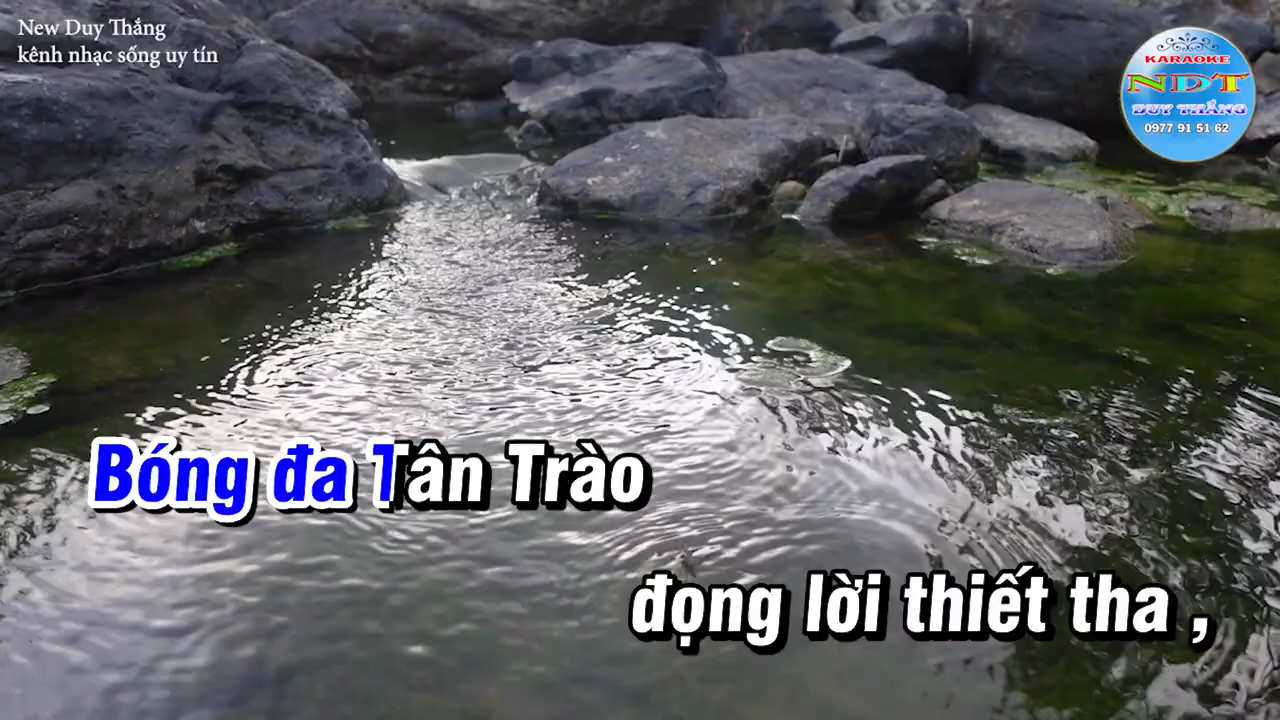 New Duy Thắng
kênh nhạc sống uy tín
KARAOKE
NDT
DUY THẮNG
0977 91 51 62
Bóng đa Tân Trào
đọng lời thiết tha ,